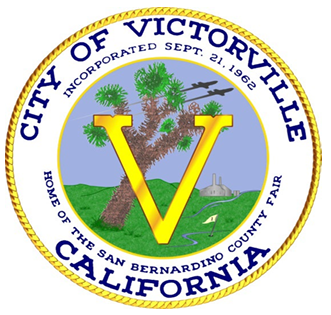 CITY OF VICTORVILLE
INCORPORATED SEPT. 21, 1962
V
HOME OF THE SAN BERNARDINO COUNTY FAIR
CALIFORNIA